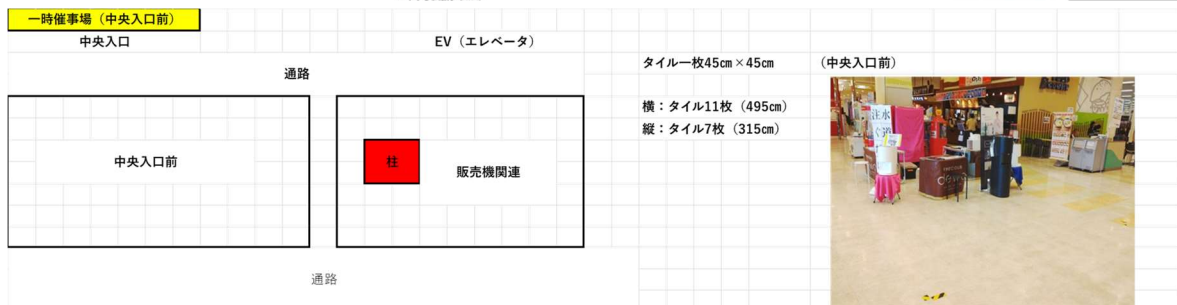 一時催事場（中央入口前）
中央入口
EV（エレベータ）
通路
タイル一枚45㎝×45㎝
（中央入口前）
横：タイル11枚（495㎝）
縦：タイル7枚（315㎝）
中央入口前
柱
販売機関連
通路
注水